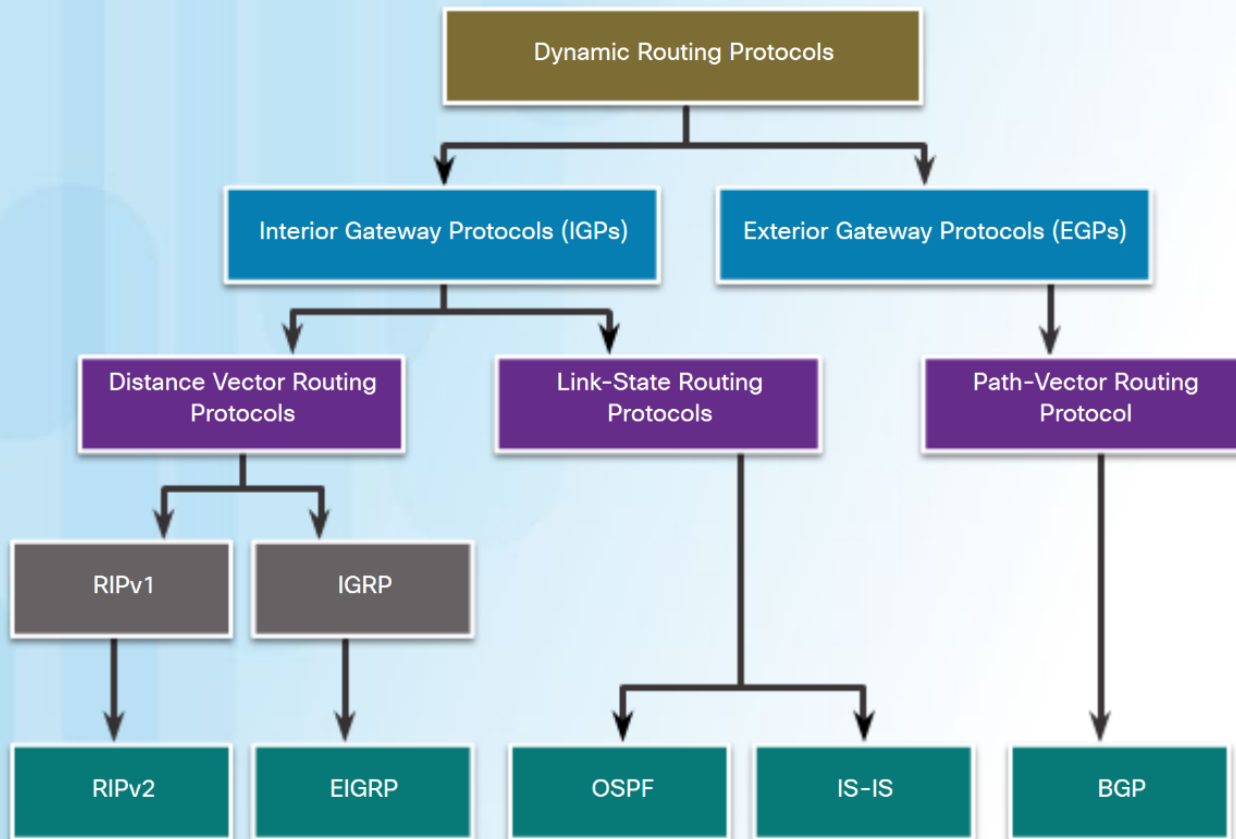 Dynamic Routing Protocols
Interior Gateway Protocols (IGPs)
Exterior Gateway Protocols (EGPs)
Distance Vector Routing
Protocols
Link-State Routing
Protocols
Path-Vector Routing
Protocol
RIPv1
IGRP
RIPv2
EIGRP
OSPF
IS-IS
BGP